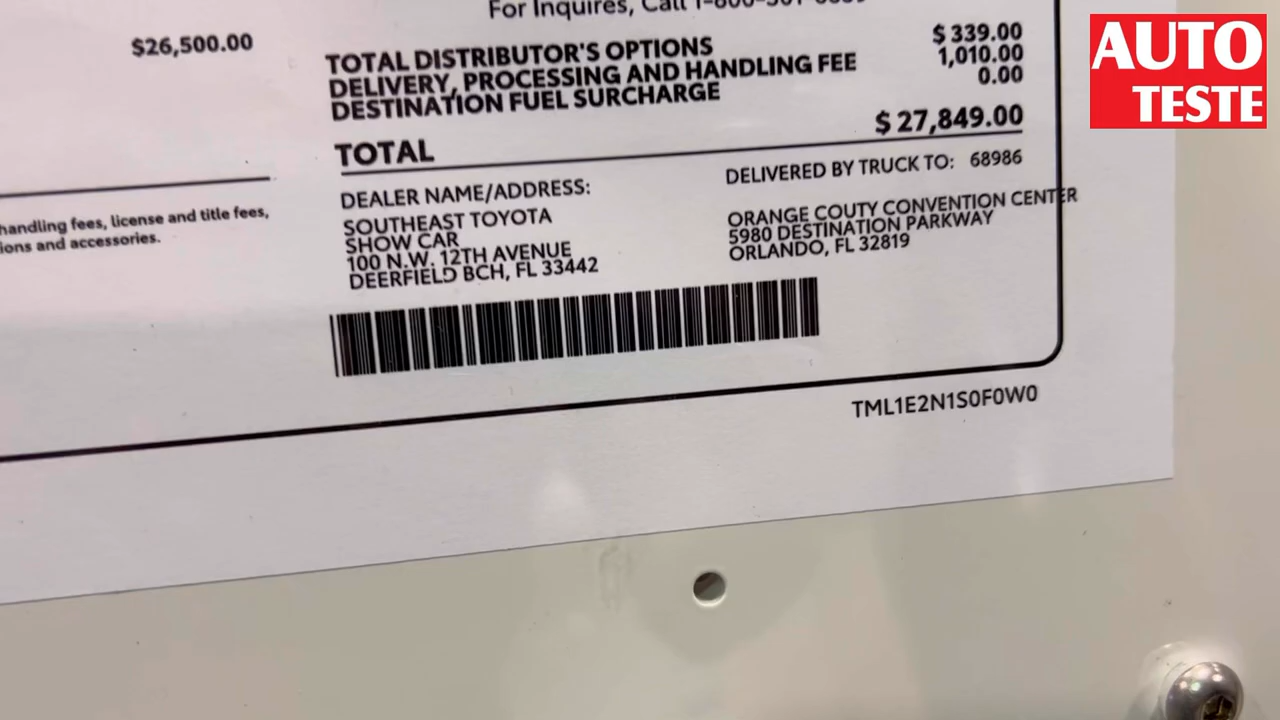 For Inquires, Call
$26,500.00
TOTAL DISTRIBUTOR'S OPTIONS $ 339.00
DELIVERY, PROCESSING AND HANDLING FEE 1,010.00
DESTINATION FUEL SURCHARGE 0.00
TOTAL $ 27,849.00
handling fees, license and title fees,
ions and accessories.
DEALER NAME/ADDRESS:
SOUTHEAST TOYOTA
SHOW CAR
100 N.W. 12TH AVENUE
DEERFIELD BCH, FL 33442
DELIVERED BY TRUCK TO: 68986
ORANGE COUTY CONVENTION CENTER
5980 DESTINATION PARKWAY
ORLANDO, FL 32819
TML1E2N1S0F0W0
AUTO
TESTE